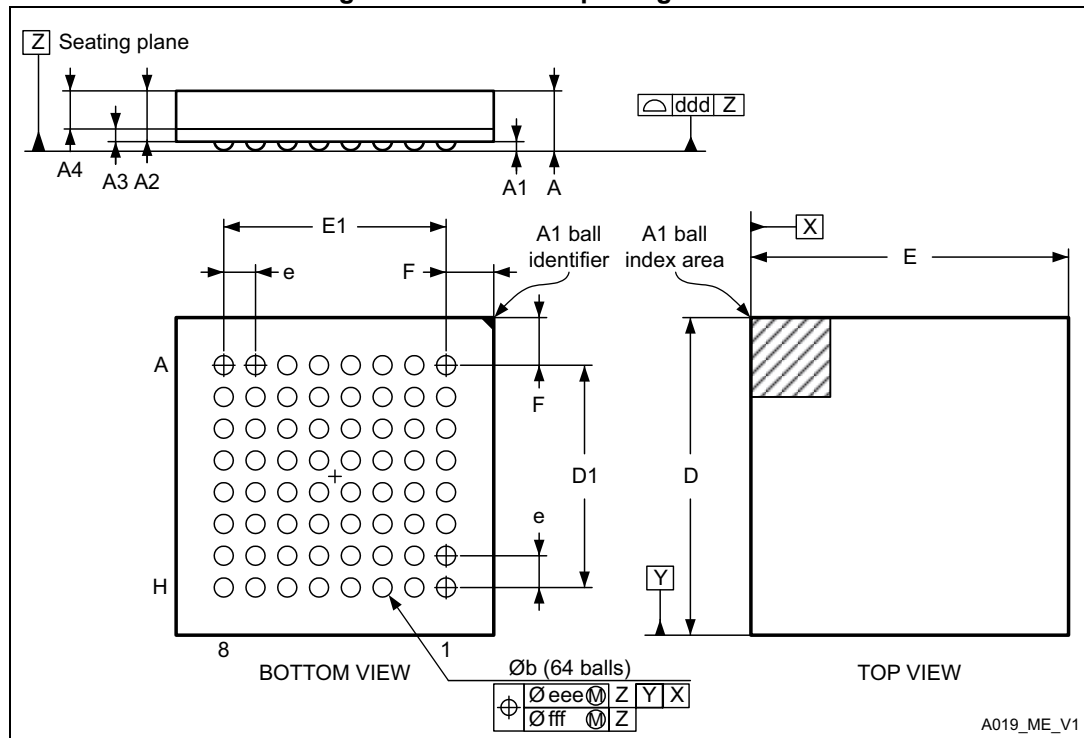 Z Seating plane
ddd Z
A4
A3
A2
A1
A
E1
A1 ball
identifier
A1 ball
index area
X
E
e
F
A
F
D1
D
e
H
Y
8
1
BOTTOM VIEW
Øb (64 balls)
TOP VIEW
Ø eee Ⓜ Z Y X
Ø fff Ⓜ Z
A019_ME_V1